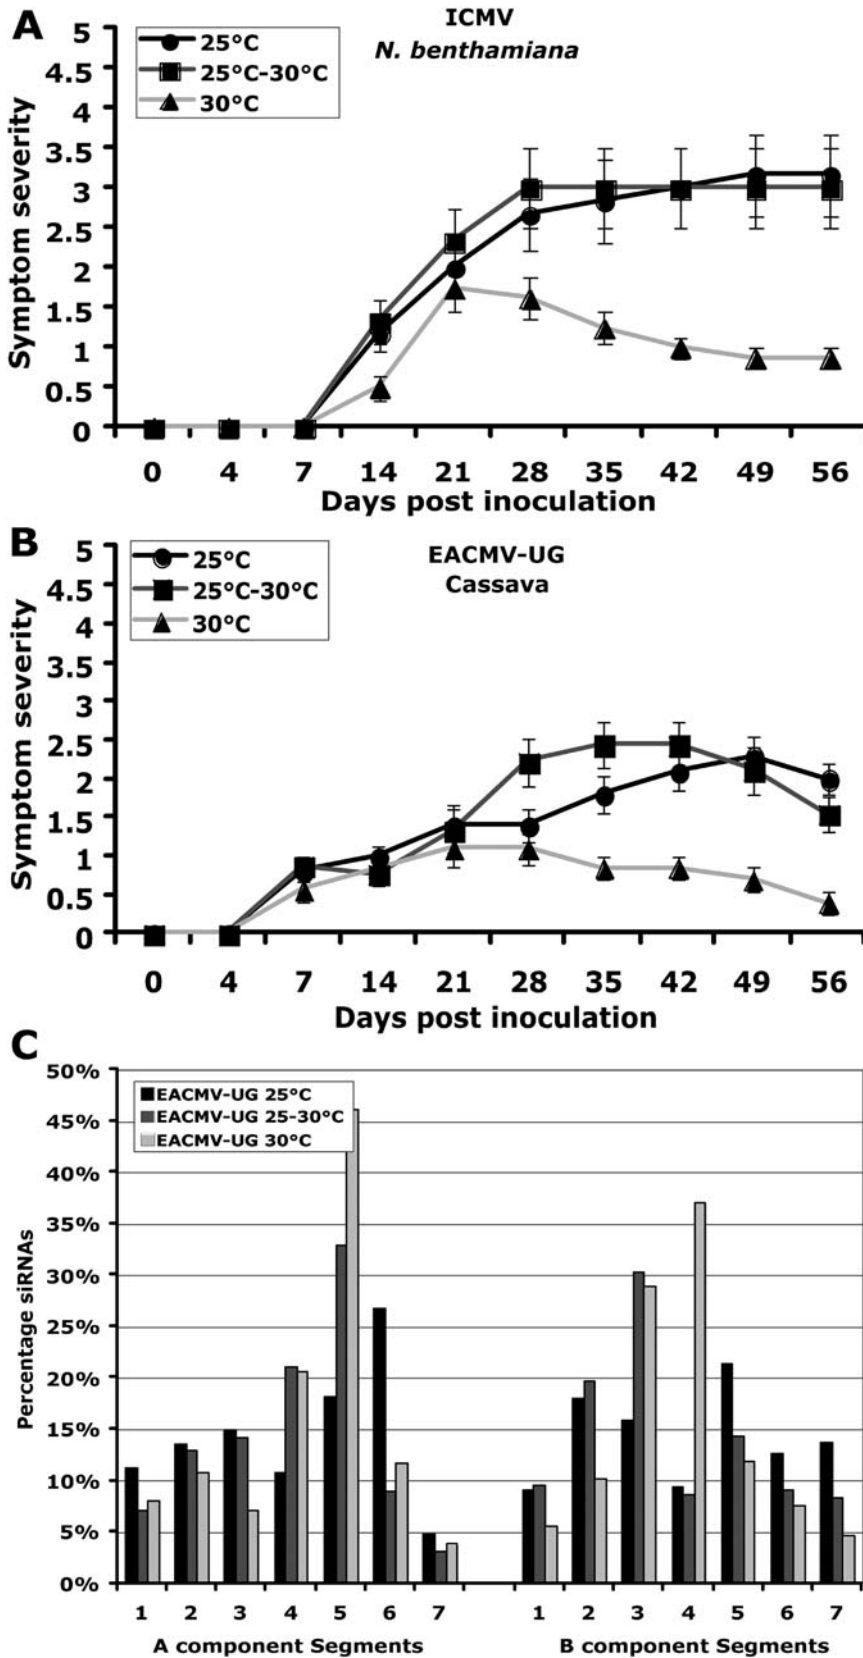 A
ICMV
N. benthamiana
25°C
25°C-30°C
30°C
Symptom severity
5
4.5
4
3.5
3
2.5
2
1.5
1
0.5
0
0 4 7 14 21 28 35 42 49 56
Days post inoculation
B
EACMV-UG
Cassava
25°C
25°C-30°C
30°C
Symptom severity
5
4.5
4
3.5
3
2.5
2
1.5
1
0.5
0
0 4 7 14 21 28 35 42 49 56
Days post inoculation
C
EACMV-UG 25°C
EACMV-UG 25-30°C
EACMV-UG 30°C
Percentage siRNAs
50%
45%
40%
35%
30%
25%
20%
15%
10%
5%
0%
1 2 3 4 5 6 7 1 2 3 4 5 6 7
A component Segments B component Segments